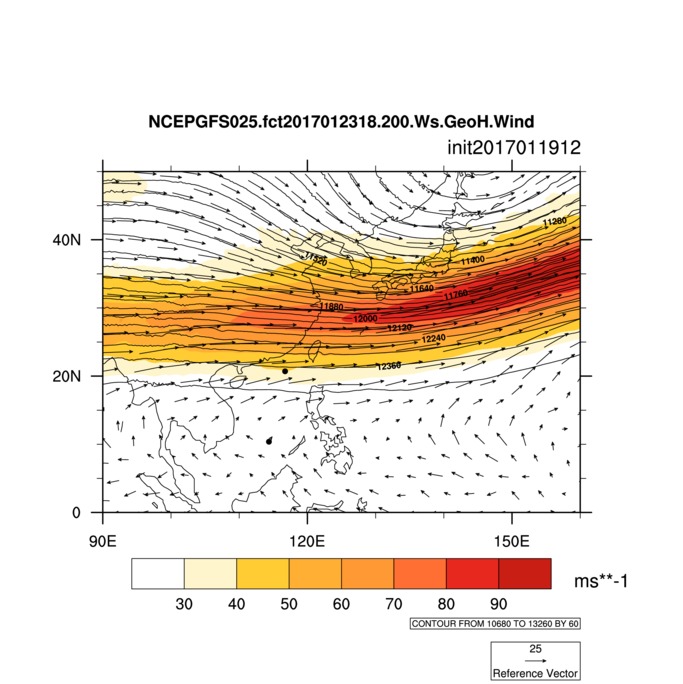 NCEPGFS025.fct2017012318.200.Ws.GeoH.Wind
init2017011912
40N
20N
0
11280
11520
11400
11640
11760
11880
12000
12120
12240
12360
90E 120E 150E
30 40 50 60 70 80 90
ms**-1
CONTOUR FROM 10680 TO 13260 BY 60
25
Reference Vector